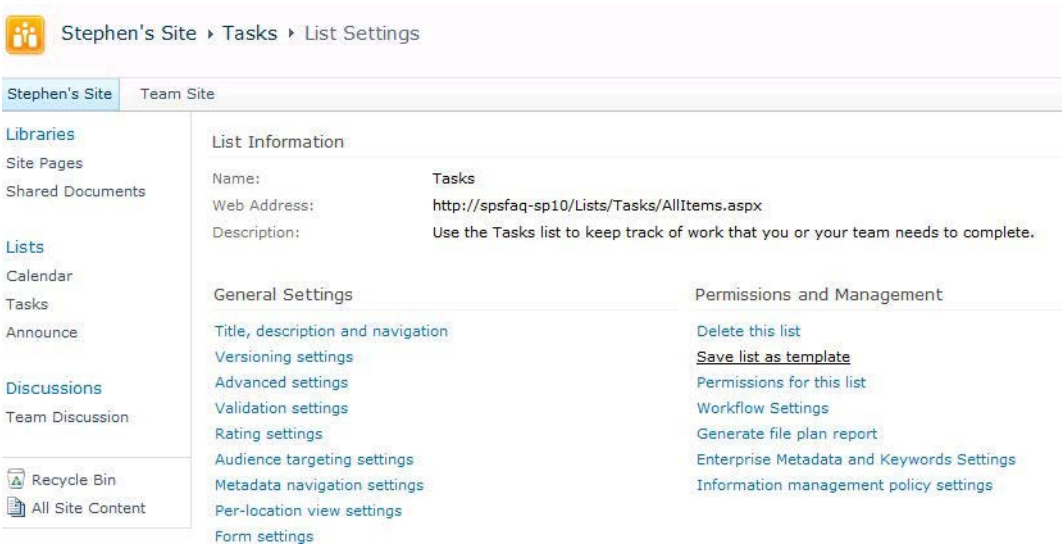 Stephen's Site ▸ Tasks ▸ List Settings
Stephen's Site Team Site
Libraries
Site Pages
Shared Documents
Lists
Calendar
Tasks
Announce
Discussions
Team Discussion
Recycle Bin
All Site Content
List Information
Name: Tasks
Web Address: http://spsfaq-sp10/Lists/Tasks/AllItems.aspx
Description: Use the Tasks list to keep track of work that you or your team needs to complete.
General Settings
Title, description and navigation
Versioning settings
Advanced settings
Validation settings
Rating settings
Audience targeting settings
Metadata navigation settings
Per-location view settings
Form settings
Permissions and Management
Delete this list
Save list as template
Permissions for this list
Workflow Settings
Generate file plan report
Enterprise Metadata and Keywords Settings
Information management policy settings